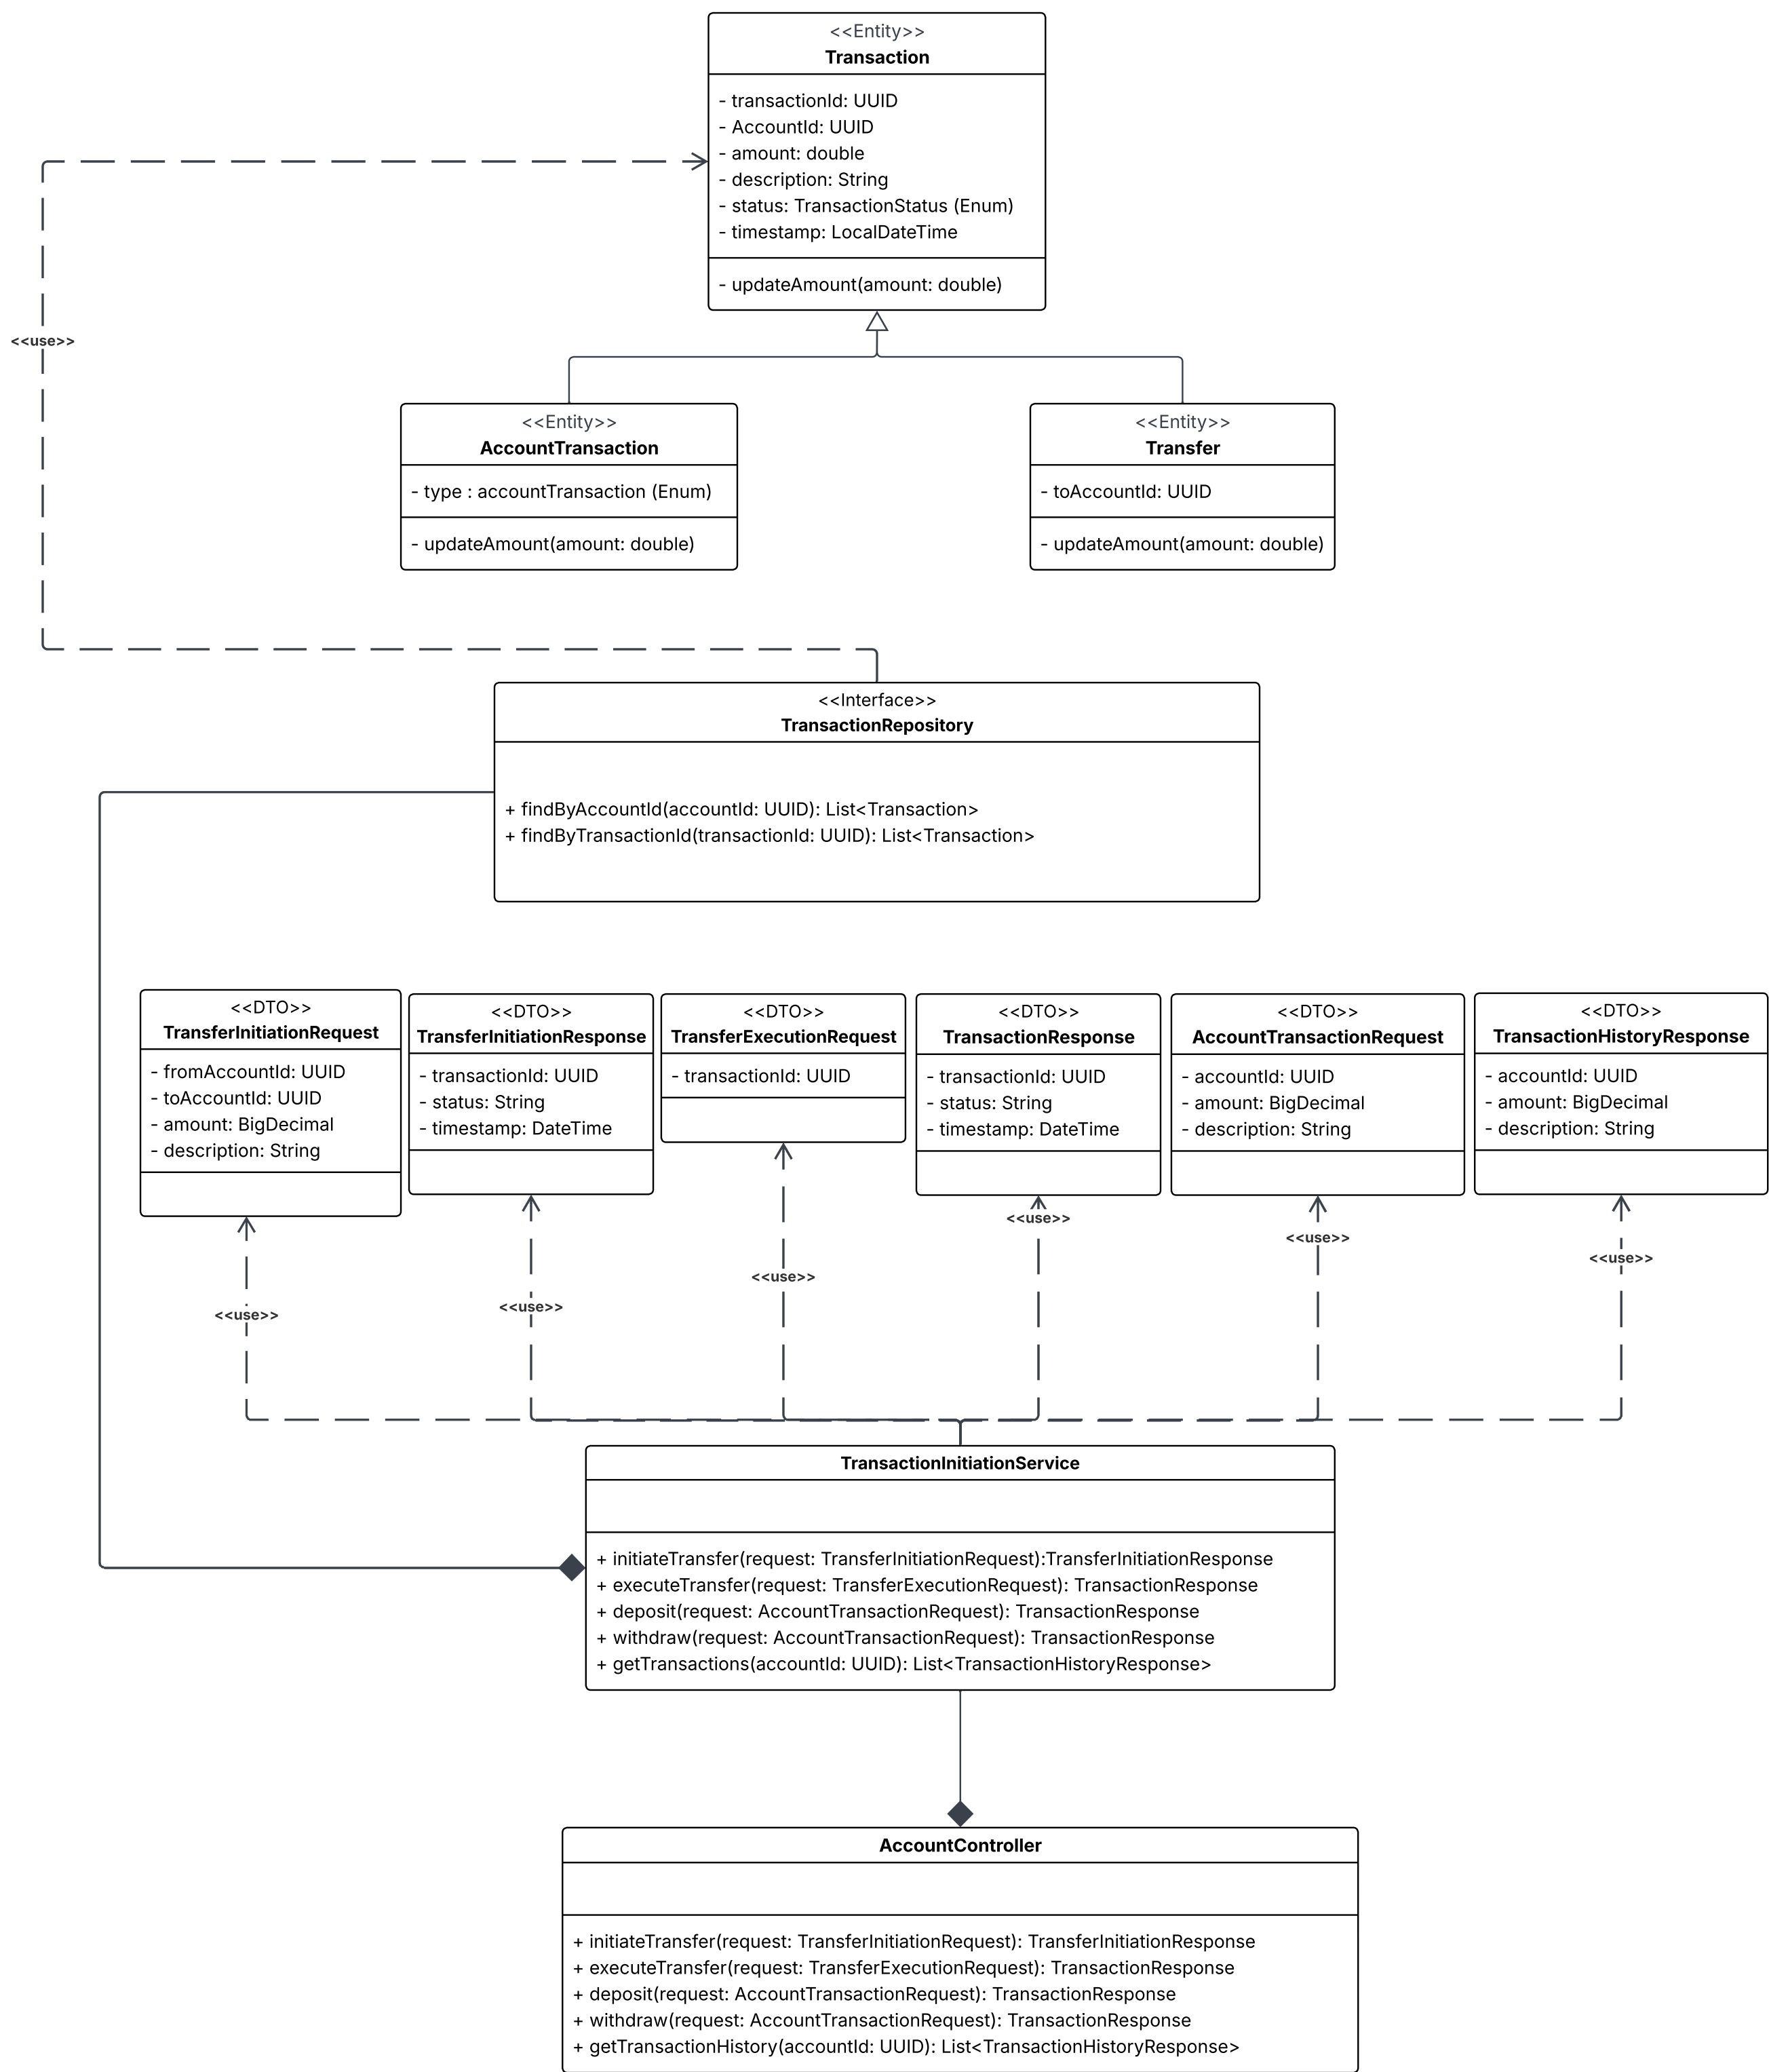 <<Entity>>
Transaction
- transactionId: UUID
- AccountId: UUID
- amount: double
- description: String
- status: TransactionStatus (Enum)
- timestamp: LocalDateTime
- updateAmount(amount: double)
<<use>>
<<Entity>>
AccountTransaction
- type : accountTransaction (Enum)
- updateAmount(amount: double)
<<Entity>>
Transfer
- toAccountId: UUID
- updateAmount(amount: double)
<<Interface>>
TransactionRepository
+ findByAccountId(accountId: UUID): List<Transaction>
+ findByTransactionId(transactionId: UUID): List<Transaction>
<<DTO>>
TransferInitiationRequest
- fromAccountId: UUID
- toAccountId: UUID
- amount: BigDecimal
- description: String
<<DTO>>
TransferInitiationResponse
- transactionId: UUID
- status: String
- timestamp: DateTime
<<DTO>>
TransferExecutionRequest
- transactionId: UUID
<<DTO>>
TransactionResponse
- transactionId: UUID
- status: String
- timestamp: DateTime
<<DTO>>
AccountTransactionRequest
- accountId: UUID
- amount: BigDecimal
- description: String
<<DTO>>
TransactionHistoryResponse
- accountId: UUID
- amount: BigDecimal
- description: String
<<use>>
<<use>>
<<use>>
<<use>>
<<use>>
<<use>>
TransactionInitiationService
+ initiateTransfer(request: TransferInitiationRequest):TransferInitiationResponse
+ executeTransfer(request: TransferExecutionRequest): TransactionResponse
+ deposit(request: AccountTransactionRequest): TransactionResponse
+ withdraw(request: AccountTransactionRequest): TransactionResponse
+ getTransactions(accountId: UUID): List<TransactionHistoryResponse>
AccountController
+ initiateTransfer(request: TransferInitiationRequest): TransferInitiationResponse
+ executeTransfer(request: TransferExecutionRequest): TransactionResponse
+ deposit(request: AccountTransactionRequest): TransactionResponse
+ withdraw(request: AccountTransactionRequest): TransactionResponse
+ getTransactionHistory(accountId: UUID): List<TransactionHistoryResponse>